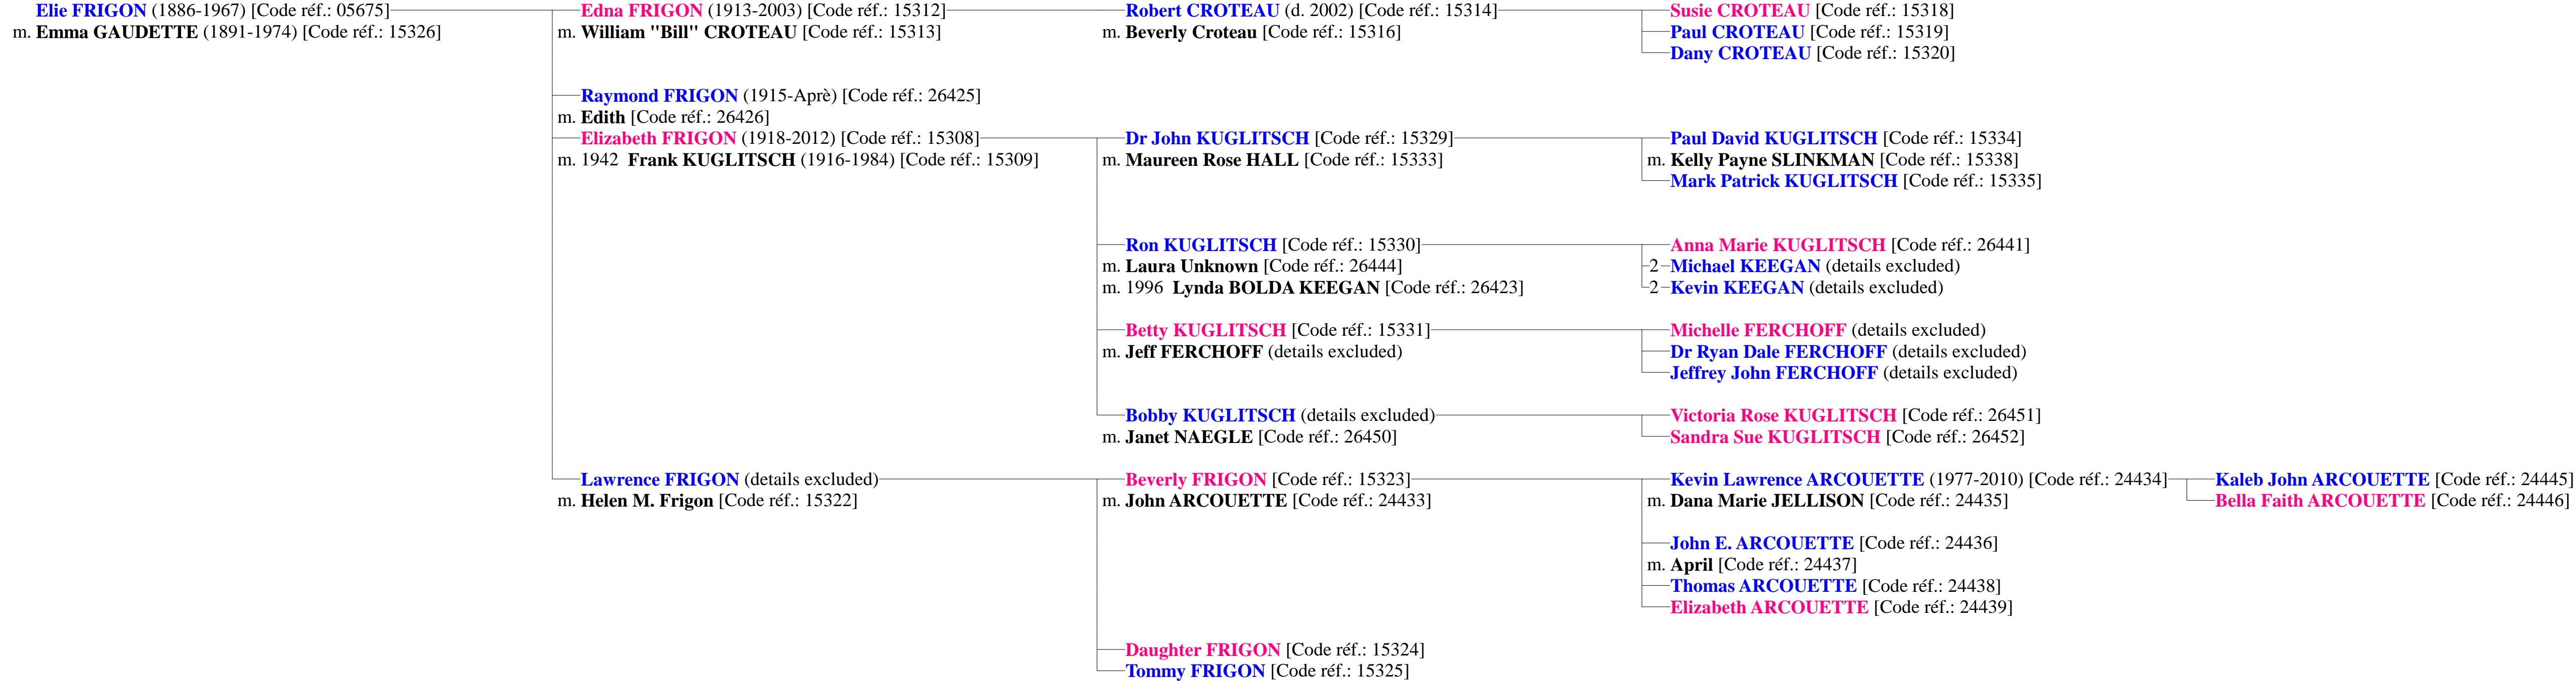 Elie FRIGON (1886-1967) [Code réf.: 05675]
m. Emma GAUDETTE (1891-1974) [Code réf.: 15326]
Edna FRIGON (1913-2003) [Code réf.: 15312]
m. William "Bill" CROTEAU [Code réf.: 15313]
Robert CROTEAU (d. 2002) [Code réf.: 15314]
m. Beverly Croteau [Code réf.: 15316]
Susie CROTEAU [Code réf.: 15318]
Paul CROTEAU [Code réf.: 15319]
Dany CROTEAU [Code réf.: 15320]
Raymond FRIGON (1915-Aprè) [Code réf.: 26425]
m. Edith [Code réf.: 26426]
Elizabeth FRIGON (1918-2012) [Code réf.: 15308]
m. 1942 Frank KUGLITSCH (1916-1984) [Code réf.: 15309]
Dr John KUGLITSCH [Code réf.: 15329]
m. Maureen Rose HALL [Code réf.: 15333]
Paul David KUGLITSCH [Code réf.: 15334]
m. Kelly Payne SLINKMAN [Code réf.: 15338]
Mark Patrick KUGLITSCH [Code réf.: 15335]
Ron KUGLITSCH [Code réf.: 15330]
m. Laura Unknown [Code réf.: 26444]
m. 1996 Lynda BOLDA KEEGAN [Code réf.: 26423]
Anna Marie KUGLITSCH [Code réf.: 26441]
2 Michael KEEGAN (details excluded)
2 Kevin KEEGAN (details excluded)
Betty KUGLITSCH [Code réf.: 15331]
m. Jeff FERCHOFF (details excluded)
Michelle FERCHOFF (details excluded)
Dr Ryan Dale FERCHOFF (details excluded)
Jeffrey John FERCHOFF (details excluded)
Bobby KUGLITSCH (details excluded)
m. Janet NAEGLE [Code réf.: 26450]
Victoria Rose KUGLITSCH [Code réf.: 26451]
Sandra Sue KUGLITSCH [Code réf.: 26452]
Lawrence FRIGON (details excluded)
m. Helen M. Frigon [Code réf.: 15322]
Beverly FRIGON [Code réf.: 15323]
m. John ARCOUETTE [Code réf.: 24433]
Kevin Lawrence ARCOUETTE (1977-2010) [Code réf.: 24434]
m. Dana Marie JELLISON [Code réf.: 24435]
Kaleb John ARCOUETTE [Code réf.: 24445]
Bella Faith ARCOUETTE [Code réf.: 24446]
John E. ARCOUETTE [Code réf.: 24436]
m. April [Code réf.: 24437]
Thomas ARCOUETTE [Code réf.: 24438]
Elizabeth ARCOUETTE [Code réf.: 24439]
Daughter FRIGON [Code réf.: 15324]
Tommy FRIGON [Code réf.: 15325]